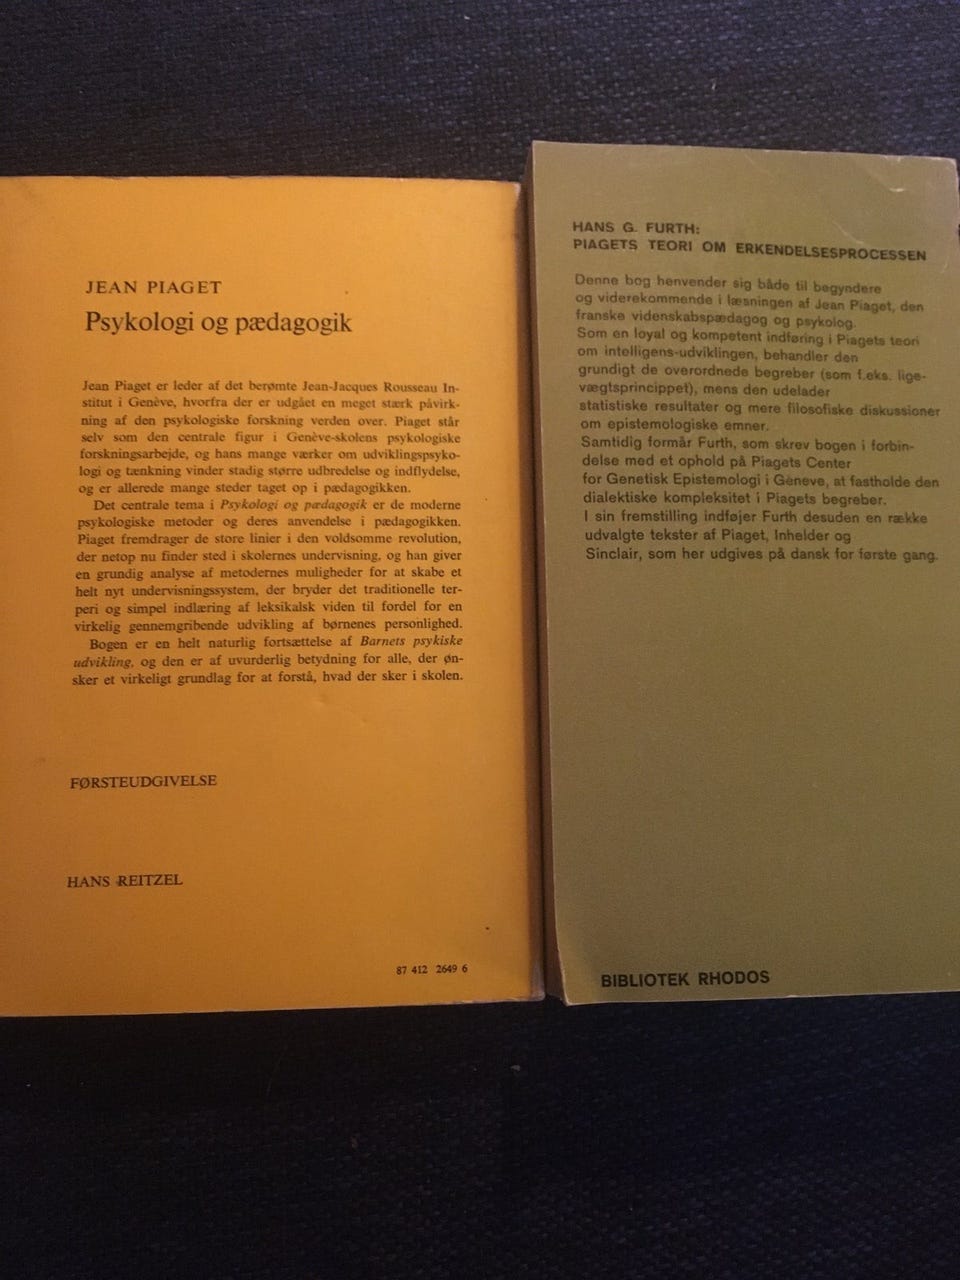 JEAN PIAGET
Psykologi og pædagogik
Jean Piaget er leder af det berømte Jean-Jacques Rousseau In-
stitut i Genève, hvorfra der er udgået en meget stærk påvirk-
ning af den psykologiske forskning verden over. Piaget står
selv som den centrale figur i Genève-skolens psykologiske
forskningsarbejde, og hans mange værker om udviklingspsyko-
logi og tænkning vinder stadig større udbredelse og indflydelse,
og er allerede mange steder taget op i pædagogikken.
Det centrale tema i Psykologi og pædagogik er de moderne
psykologiske metoder og deres anvendelse i pædagogikken.
Piaget fremdrager de store linier i den voldsomme revolution,
der netop nu finder sted i skolernes undervisning, og han giver
en grundig analyse af metodernes muligheder for at skabe et
helt nyt undervisningssystem, der bryder det traditionelle ter-
peri og simpel indlæring af leksikalsk viden til fordel for en
virkelig gennemgribende udvikling af børnenes personlighed.
Bogen er en helt naturlig fortsættelse af Barnets psykiske
udvikling, og den er af uvurderlig betydning for alle, der øn-
sker et virkeligt grundlag for at forstå, hvad der sker i skolen.
FØRSTEUDGIVELSE
HANS REITZEL
87 412 2649 6
HANS G. FURTH:
PIAGETS TEORI OM ERKENDELSESPROCESSEN
Denne bog henvender sig både til begyndere
og viderekommende i læsningen af Jean Piaget, den
franske videnskabspædagog og psykolog.
Som en loyal og kompetent indføring i Piagets teori
om intelligens-udviklingen, behandler den
grundigt de overordnede begreber (som f.eks. lige-
vægtsprincippet), mens den udelader
statistiske resultater og mere filosofiske diskussioner
om epistemologiske emner.
Samtidig formår Furth, som skrev bogen i forbin-
delse med et ophold på Piagets Center
for Genetisk Epistemologi i Géneve, at fastholde den
dialektiske kompleksitet i Piagets begreber.
I sin fremstilling indføjer Furth desuden en række
udvalgte tekster af Piaget, Inhelder og
Sinclair, som her udgives på dansk for første gang.
BIBLIOTEK RHODOS